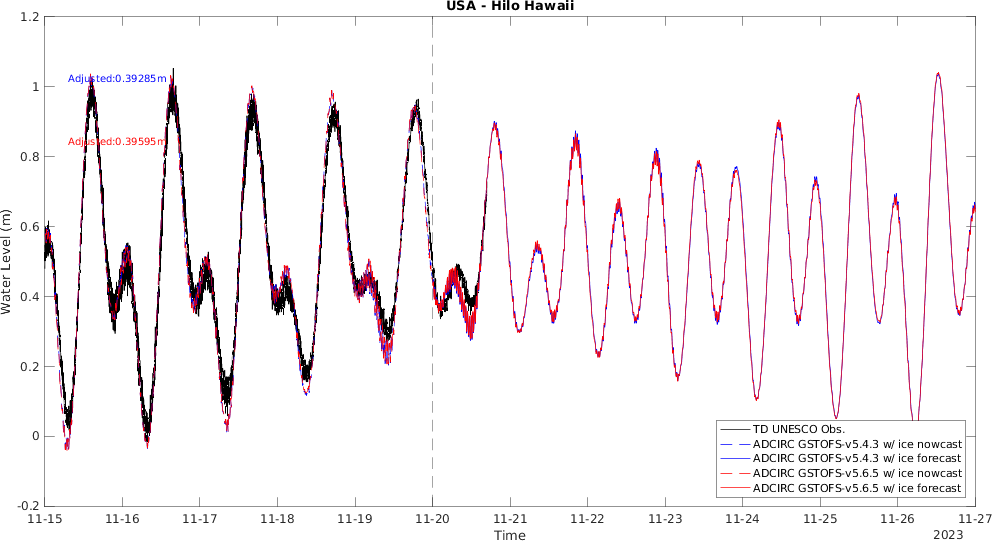 USA - Hilo Hawaii
1.2
1
0.8
0.6
0.4
0.2
0
-0.2
Water Level (m)
Adjusted:0.39285m
Adjusted:0.39595m
TD UNESCO Obs.
ADCIRC GSTOFS-v5.4.3 w/ ice nowcast
ADCIRC GSTOFS-v5.4.3 w/ ice forecast
ADCIRC GSTOFS-v5.6.5 w/ ice nowcast
ADCIRC GSTOFS-v5.6.5 w/ ice forecast
11-15 11-16 11-17 11-18 11-19 11-20 11-21 11-22 11-23 11-24 11-25 11-26 11-27
Time
2023